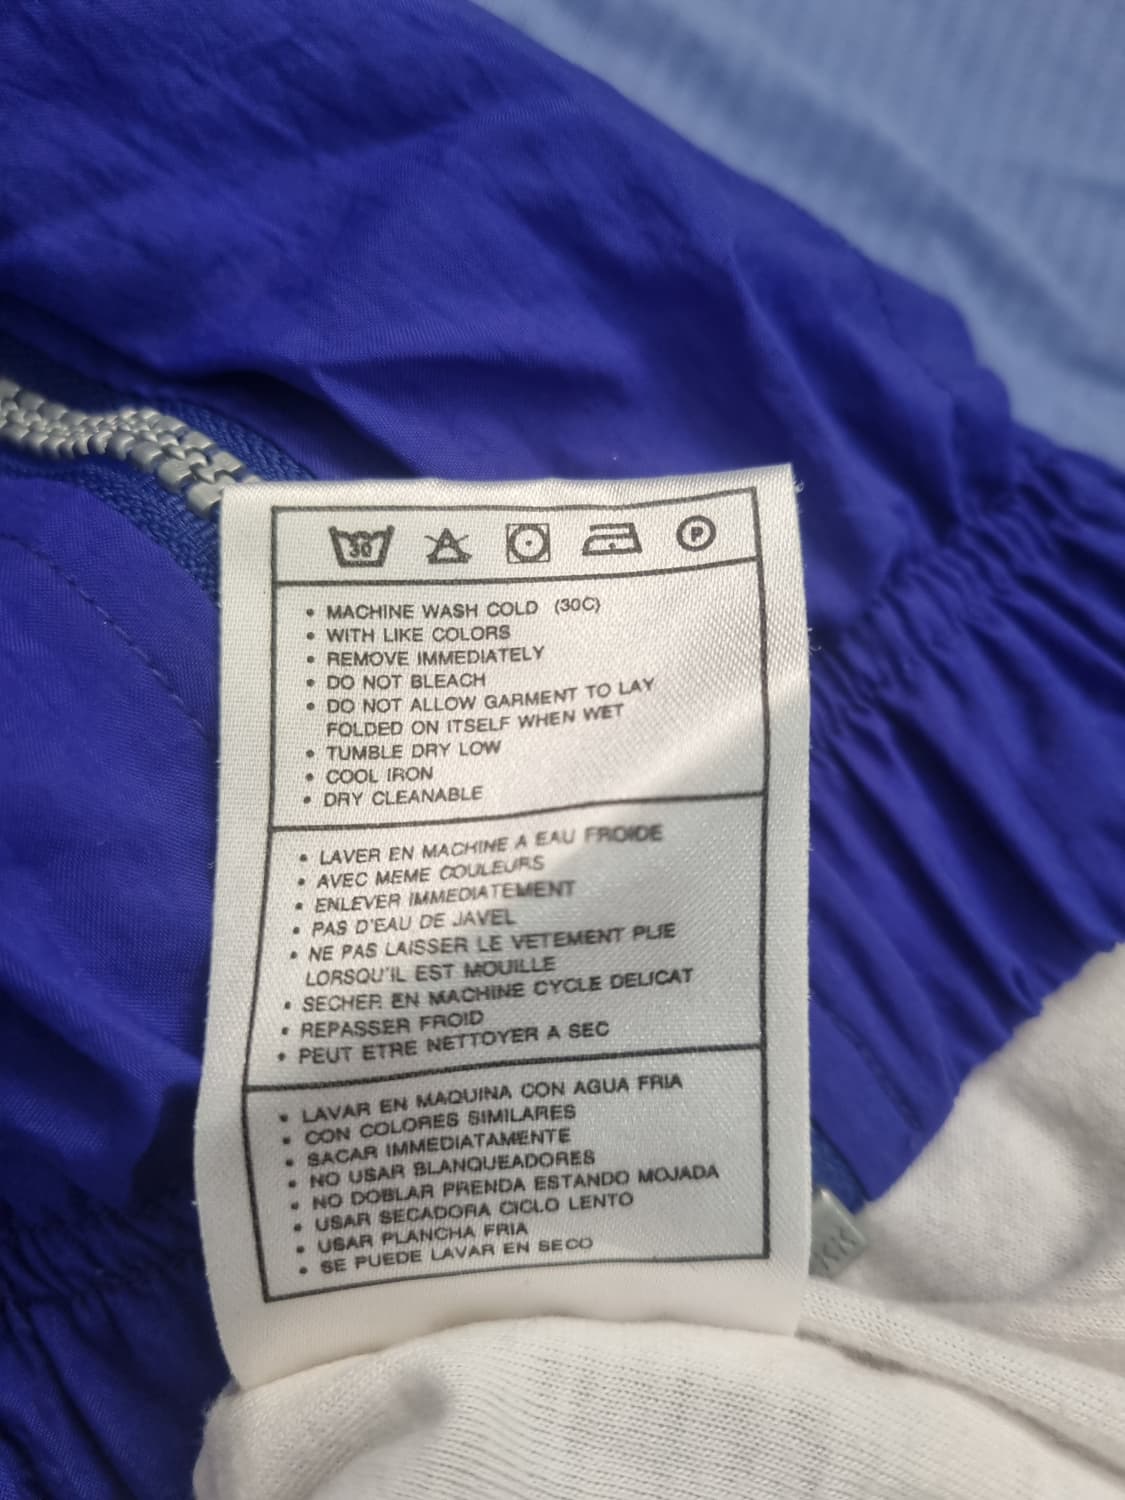 30
P
• MACHINE WASH COLD (30C)
• WITH LIKE COLORS
• REMOVE IMMEDIATELY
• DO NOT BLEACH
• DO NOT ALLOW GARMENT TO LAY
FOLDED ON ITSELF WHEN WET
• TUMBLE DRY LOW
• COOL IRON
• DRY CLEANABLE
• LAVER EN MACHINE A EAU FROIDE
• AVEC MEME COULEURS
• ENLEVER IMMEDIATEMENT
• PAS D'EAU DE JAVEL
• NE PAS LAISSER LE VETEMENT PLIE
LORSQU'IL EST MOUILLE
• SECHER EN MACHINE CYCLE DELICAT
• REPASSER FROID
• PEUT ETRE NETTOYER A SEC
• LAVAR EN MAQUINA CON AGUA FRIA
• CON COLORES SIMILARES
• SACAR IMMEDIATAMENTE
• NO USAR BLANQUEADORES
• NO DOBLAR PRENDA ESTANDO MOJADA
• USAR SECADORA CICLO LENTO
• USAR PLANCHA FRIA
• SE PUEDE LAVAR EN SECO